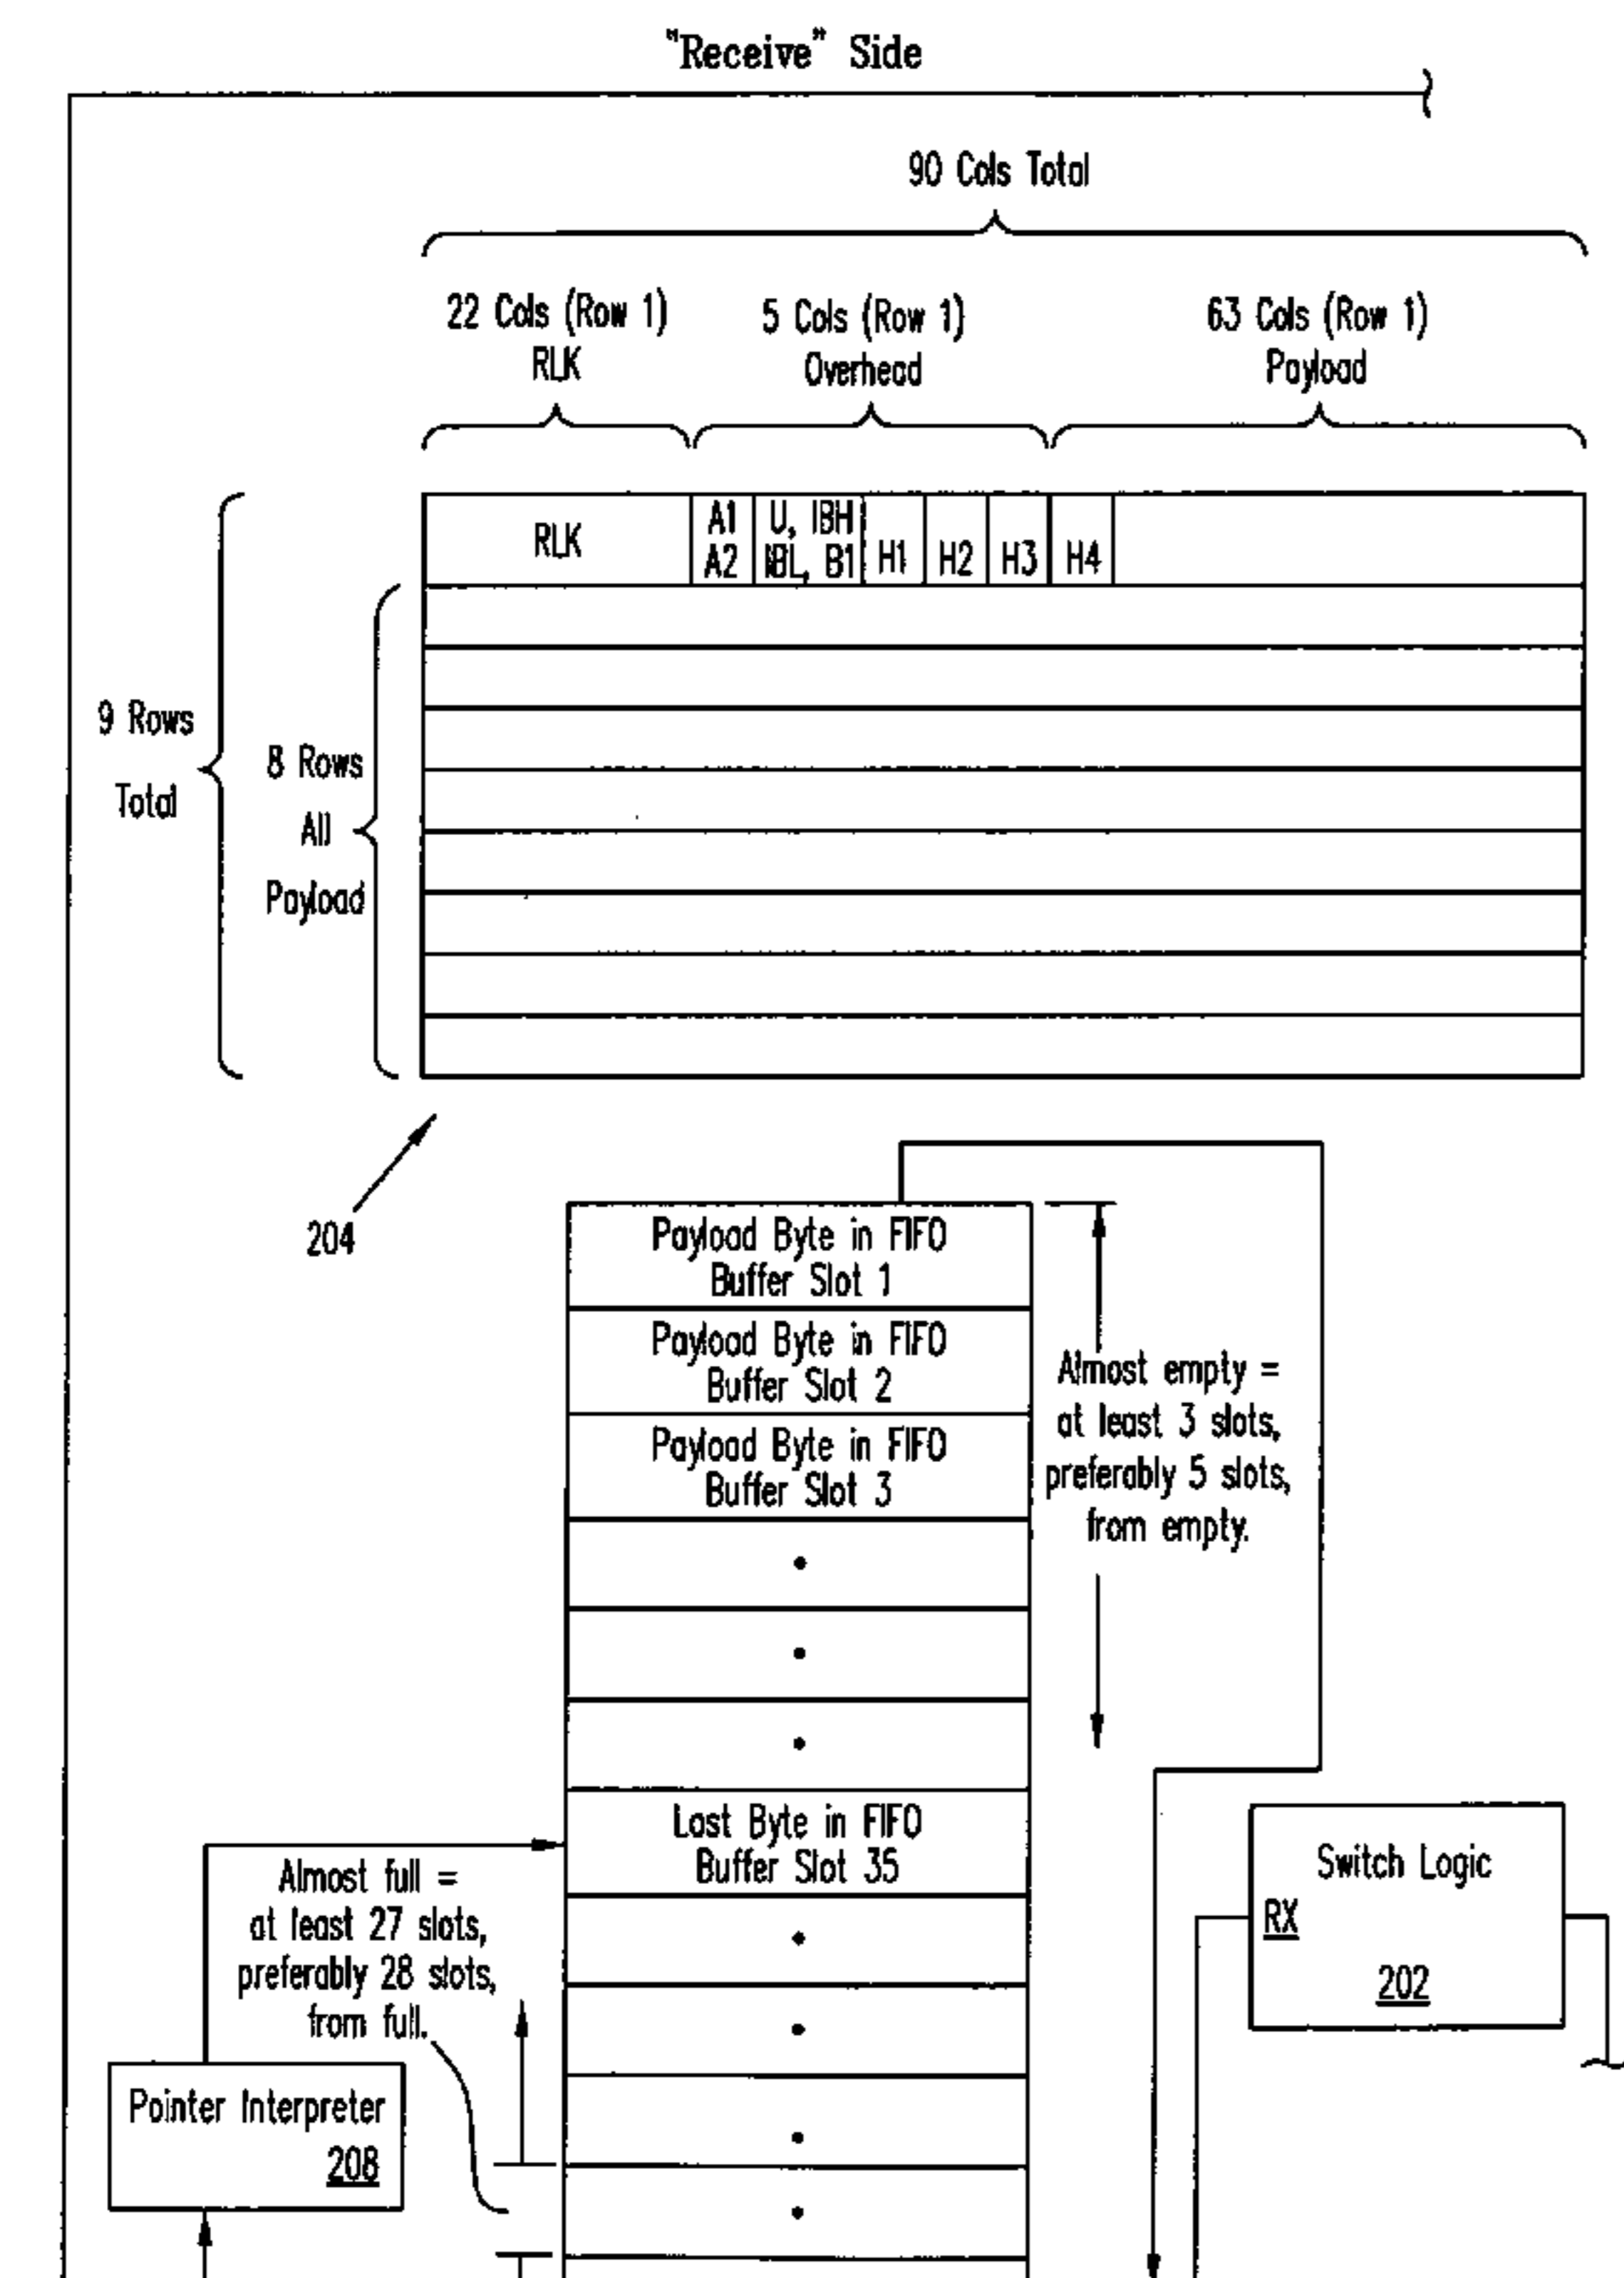 "Receive" Side
90 Cols Total
22 Cols (Row 1)
RLK
5 Cols (Row 1)
Overhead
63 Cols (Row 1)
Payload
RLK
A1
A2
U, IBH
IBL, B1
H1
H2
H3
H4
9 Rows
Total
8 Rows
All
Payload
204
Payload Byte in FIFO
Buffer Slot 1
Payload Byte in FIFO
Buffer Slot 2
Payload Byte in FIFO
Buffer Slot 3
Almost empty =
at least 3 slots,
preferably 5 slots,
from empty.
Last Byte in FIFO
Buffer Slot 35
Almost full =
at least 27 slots,
preferably 28 slots,
from full.
Switch Logic
RX
202
Pointer Interpreter
208